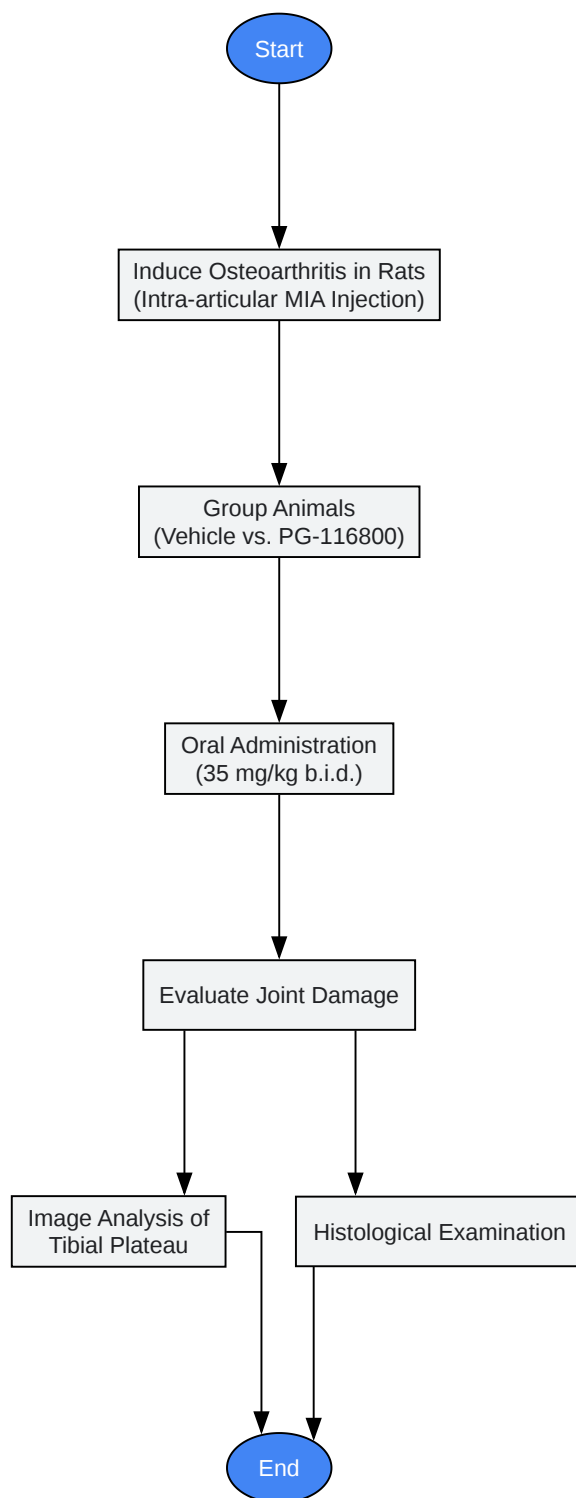 Start
Induce Osteoarthritis in Rats
(Intra-articular MIA Injection)
Group Animals
(Vehicle vs. PG-116800)
Oral Administration
(35 mg/kg b.i.d.)
Evaluate Joint Damage
Image Analysis of
Tibial Plateau
Histological Examination
End